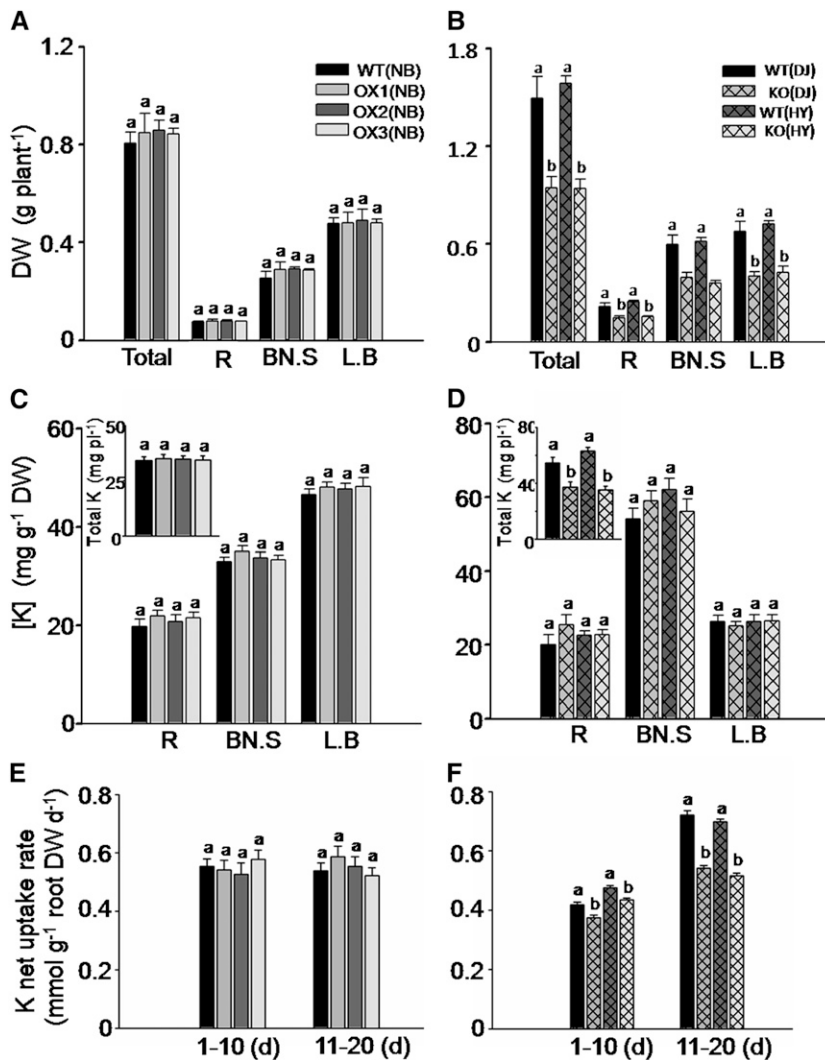 A
DW (g plant-1)
1.2
0.8
0.4
0
WT(NB)
OX1(NB)
OX2(NB)
OX3(NB)
a a a a
a a a a
a a a a
a a a a
Total R BN.S L.B
B
1.8
1.2
0.6
0
WT(DJ)
KO(DJ)
WT(HY)
KO(HY)
a b a b
a b a b
a a
a b a b
Total R BN.S L.B
C
[K] (mg g-1 DW)
60
40
20
0
Total K (mg pl-1)
50
25
0
a a a a
a a a a
a a a a
a a a a
R BN.S L.B
D
80
60
40
20
0
Total K (mg pl-1)
80
40
0
a b a b
a a a a
a a a a
a a a a
R BN.S L.B
E
K net uptake rate
(mmol g-1 root DW d-1)
0.8
0.6
0.4
0.2
0
a a a a
a a a a
1-10 (d) 11-20 (d)
F
0.8
0.6
0.4
0.2
0
a b a b
a b a b
1-10 (d) 11-20 (d)